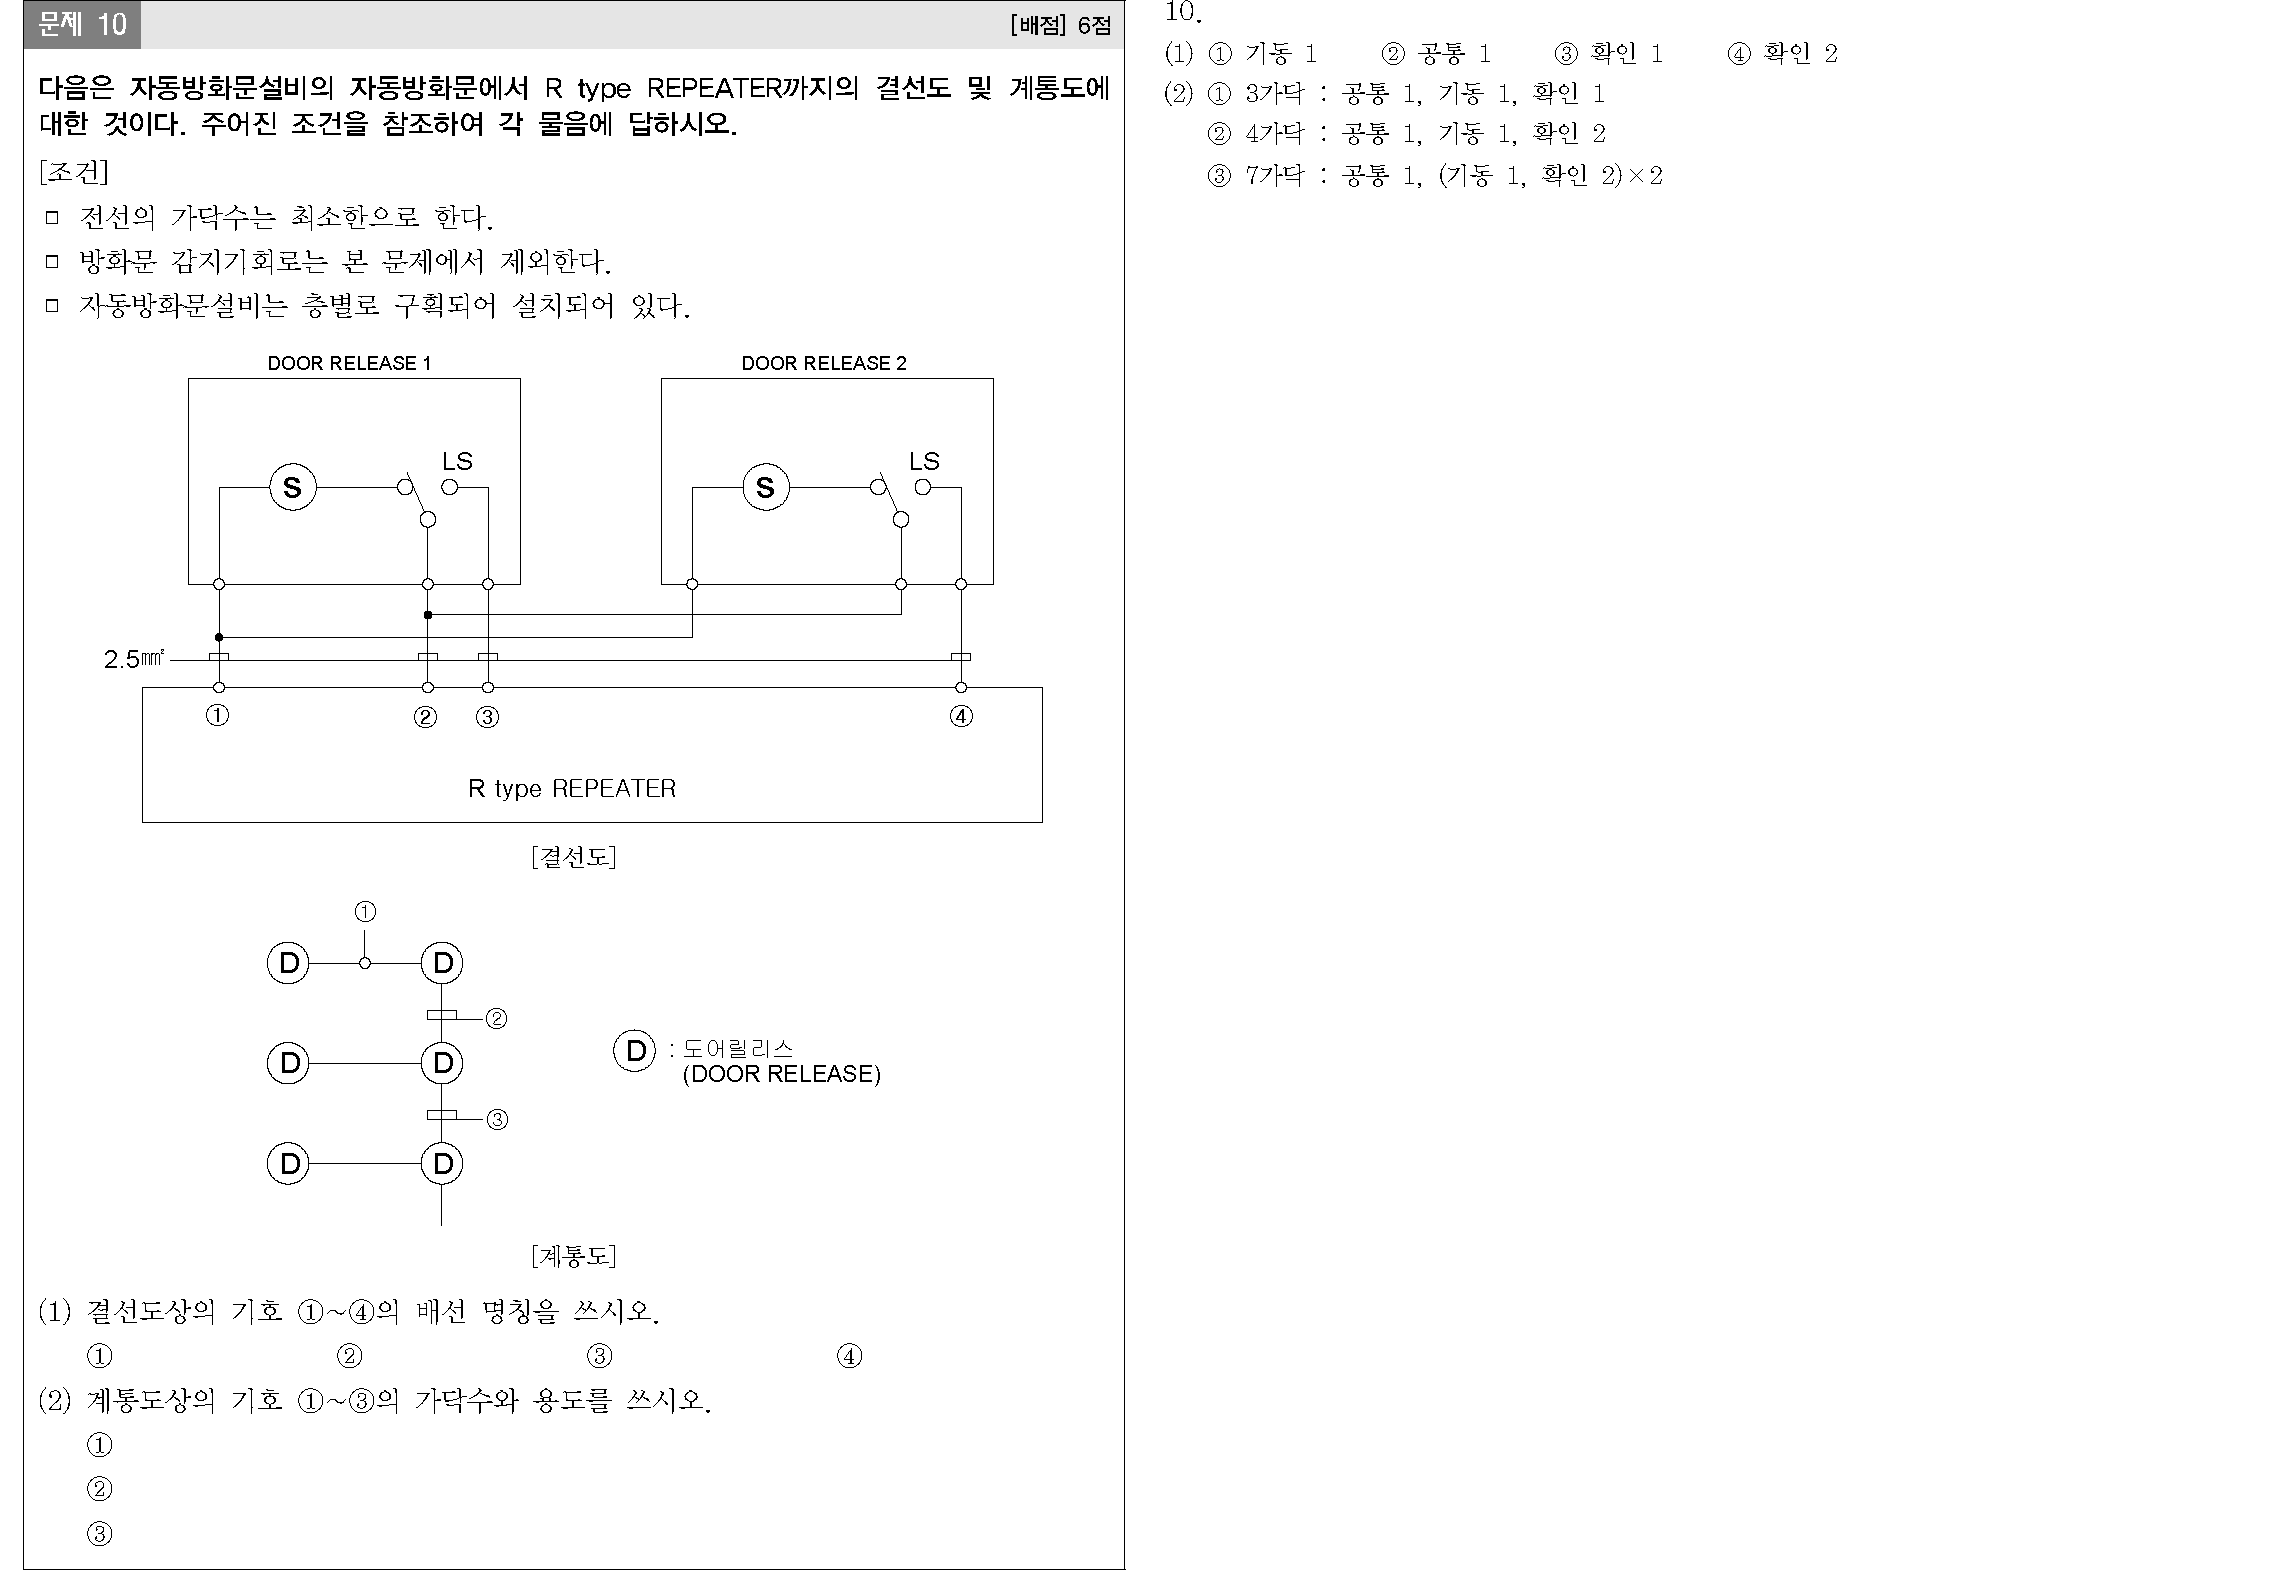 문제 10
[배점] 6점
다음은 자동방화문설비의 자동방화문에서 R type REPEATER까지의 결선도 및 계통도에
대한 것이다. 주어진 조건을 참조하여 각 물음에 답하시오.
[조건]
□ 전선의 가닥수는 최소한으로 한다.
□ 방화문 감지기회로는 본 문제에서 제외한다.
□ 자동방화문설비는 층별로 구획되어 설치되어 있다.
DOOR RELEASE 1
DOOR RELEASE 2
LS
LS
S
S
2.5㎟
① ② ③ ④
R type REPEATER
[결선도]
①
D D
②
D D
D : 도어릴리스
(DOOR RELEASE)
③
D D
[계통도]
(1) 결선도상의 기호 ①~④의 배선 명칭을 쓰시오.
① ② ③ ④
(2) 계통도상의 기호 ①~③의 가닥수와 용도를 쓰시오.
①
②
③
10.
(1) ① 기동 1 ② 공통 1 ③ 확인 1 ④ 확인 2
(2) ① 3가닥 : 공통 1, 기동 1, 확인 1
② 4가닥 : 공통 1, 기동 1, 확인 2
③ 7가닥 : 공통 1, (기동 1, 확인 2)×2